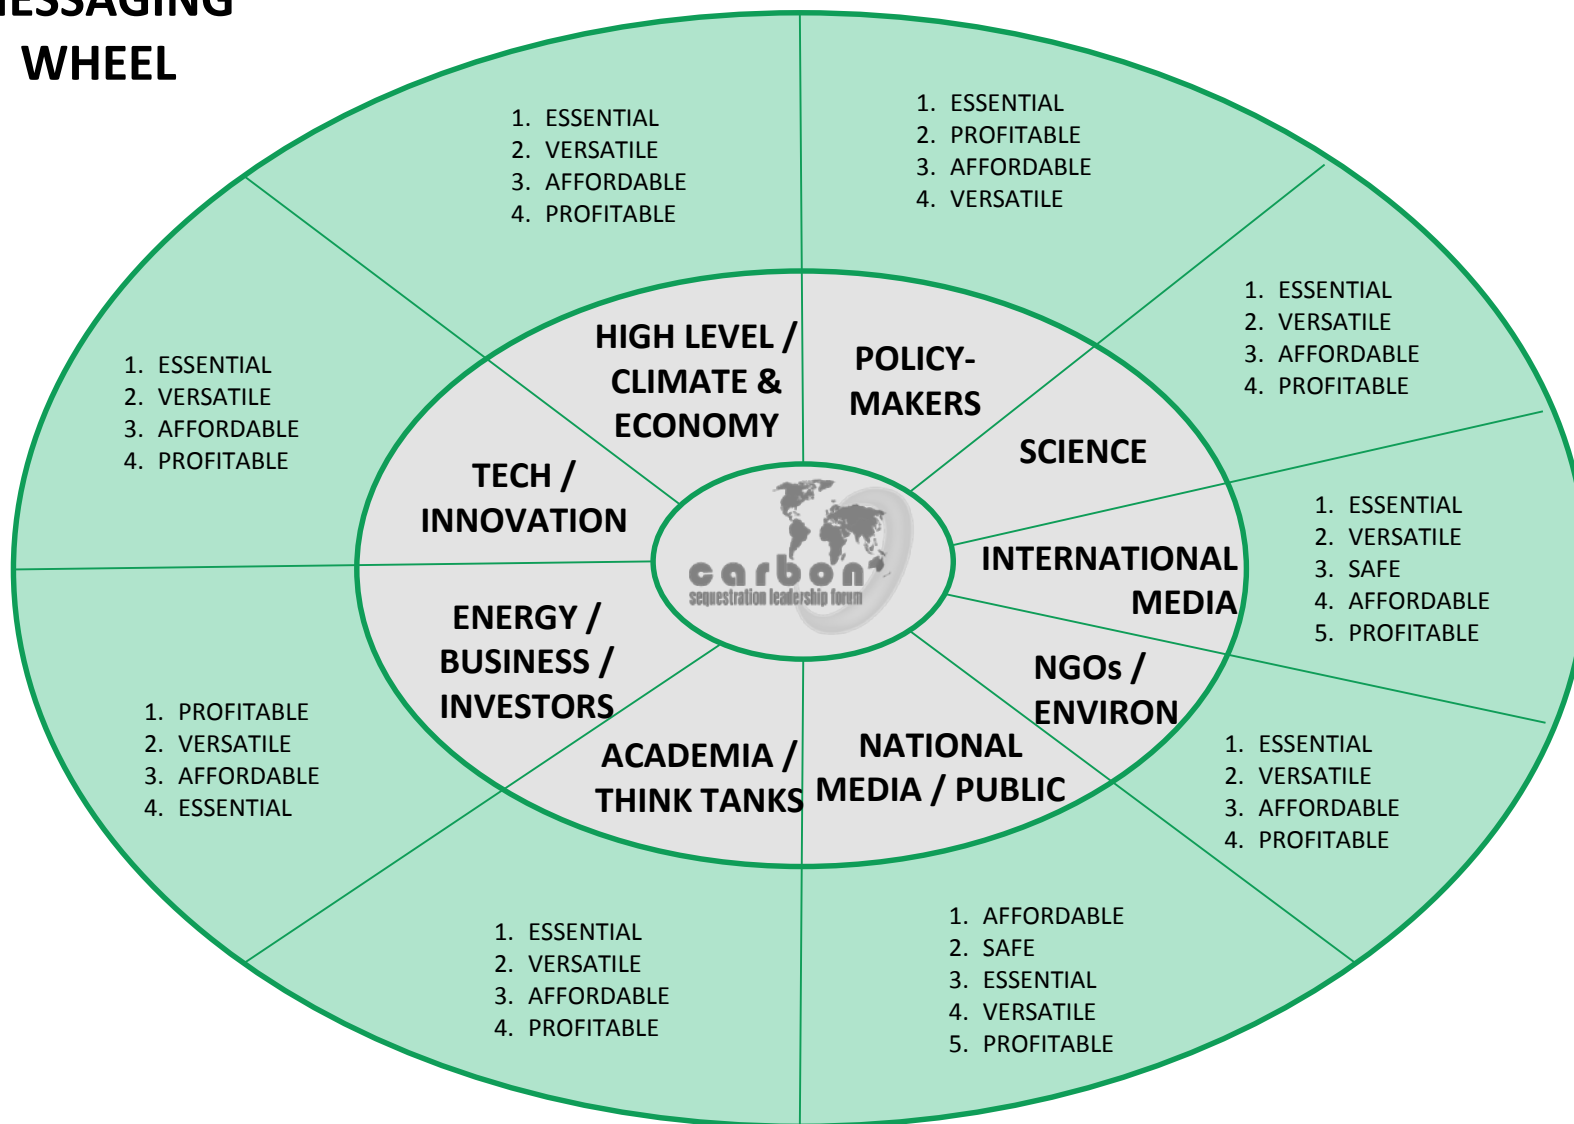 WHEEL
1. ESSENTIAL
2. VERSATILE
3. AFFORDABLE
4. PROFITABLE
1. ESSENTIAL
2. PROFITABLE
3. AFFORDABLE
4. VERSATILE
1. ESSENTIAL
2. VERSATILE
3. AFFORDABLE
4. PROFITABLE
1. ESSENTIAL
2. VERSATILE
3. SAFE
4. AFFORDABLE
5. PROFITABLE
1. ESSENTIAL
2. VERSATILE
3. AFFORDABLE
4. PROFITABLE
1. AFFORDABLE
2. SAFE
3. ESSENTIAL
4. VERSATILE
5. PROFITABLE
1. ESSENTIAL
2. VERSATILE
3. AFFORDABLE
4. PROFITABLE
1. PROFITABLE
2. VERSATILE
3. AFFORDABLE
4. ESSENTIAL
1. ESSENTIAL
2. VERSATILE
3. AFFORDABLE
4. PROFITABLE
HIGH LEVEL /
CLIMATE &
ECONOMY
POLICY-
MAKERS
SCIENCE
INTERNATIONAL
MEDIA
NGOs /
ENVIRON
NATIONAL
MEDIA / PUBLIC
ACADEMIA /
THINK TANKS
ENERGY /
BUSINESS /
INVESTORS
TECH /
INNOVATION
carbon
sequestration leadership forum